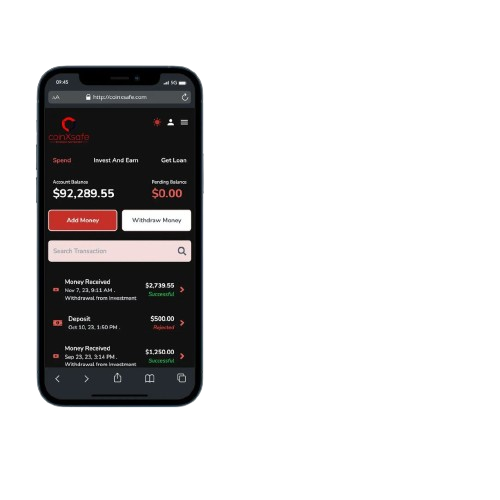 09:45
5G
AA http://coinxsafe.com
coinXsafe
Spend Invest And Earn Get Loan
Account Balance Pending Balance
$92,289.55 $0.00
Add Money Withdraw Money
Search Transaction
Money Received $2,739.55
Nov 7, 23, 9:11 AM . Successful
Withdrawal from Investment
Deposit $500.00
Oct 10, 23, 1:50 PM . Rejected
Money Received $1,250.00
Sep 23, 23, 3:14 PM . Successful
Withdrawal from Investment